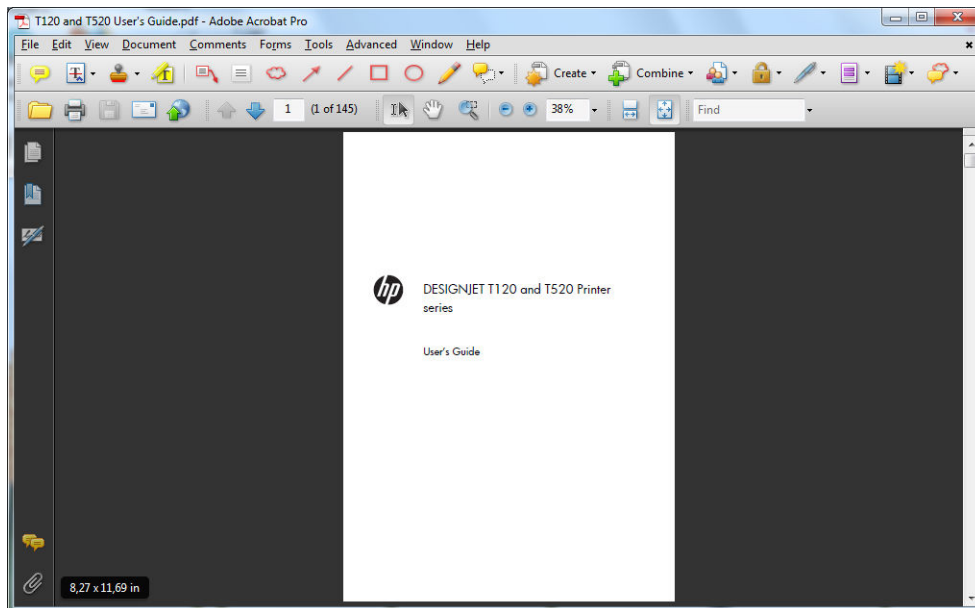 T120 and T520 User's Guide.pdf - Adobe Acrobat Pro
File Edit View Document Comments Forms Tools Advanced Window Help
Create Combine
1 (1 of 145) 38% Find
hp
DESIGNJET T120 and T520 Printer
series
User's Guide
8,27 x 11,69 in